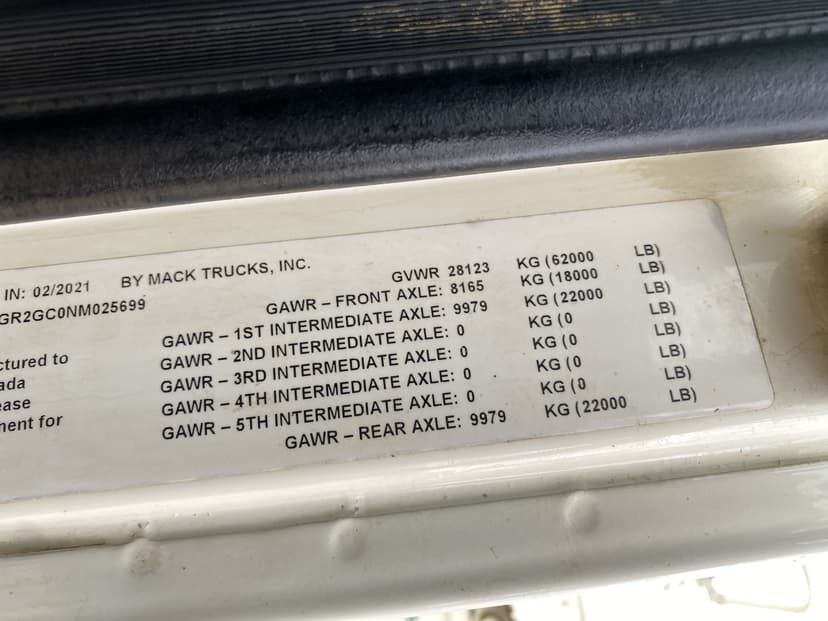 IN: 02/2021 BY MACK TRUCKS, INC.
GR2GC0NM025699
GVWR 28123 KG (62000 LB)
GAWR – FRONT AXLE: 8165 KG (18000 LB)
GAWR – 1ST INTERMEDIATE AXLE: 9979 KG (22000 LB)
GAWR – 2ND INTERMEDIATE AXLE: 0 KG (0 LB)
GAWR – 3RD INTERMEDIATE AXLE: 0 KG (0 LB)
GAWR – 4TH INTERMEDIATE AXLE: 0 KG (0 LB)
GAWR – 5TH INTERMEDIATE AXLE: 0 KG (0 LB)
GAWR – REAR AXLE: 9979 KG (22000 LB)
ctured to
ada
ease
ment for